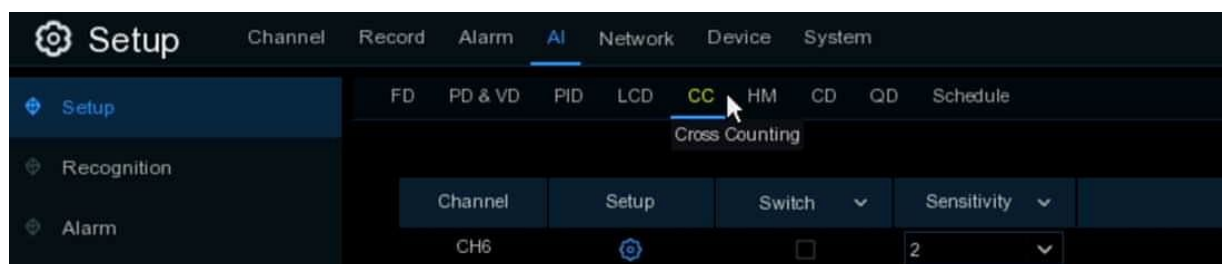 Setup Channel Record Alarm AI Network Device System
Setup FD PD & VD PID LCD CC HM CD QD Schedule
Cross Counting
Recognition
Channel Setup Switch Sensitivity
Alarm
CH6 2